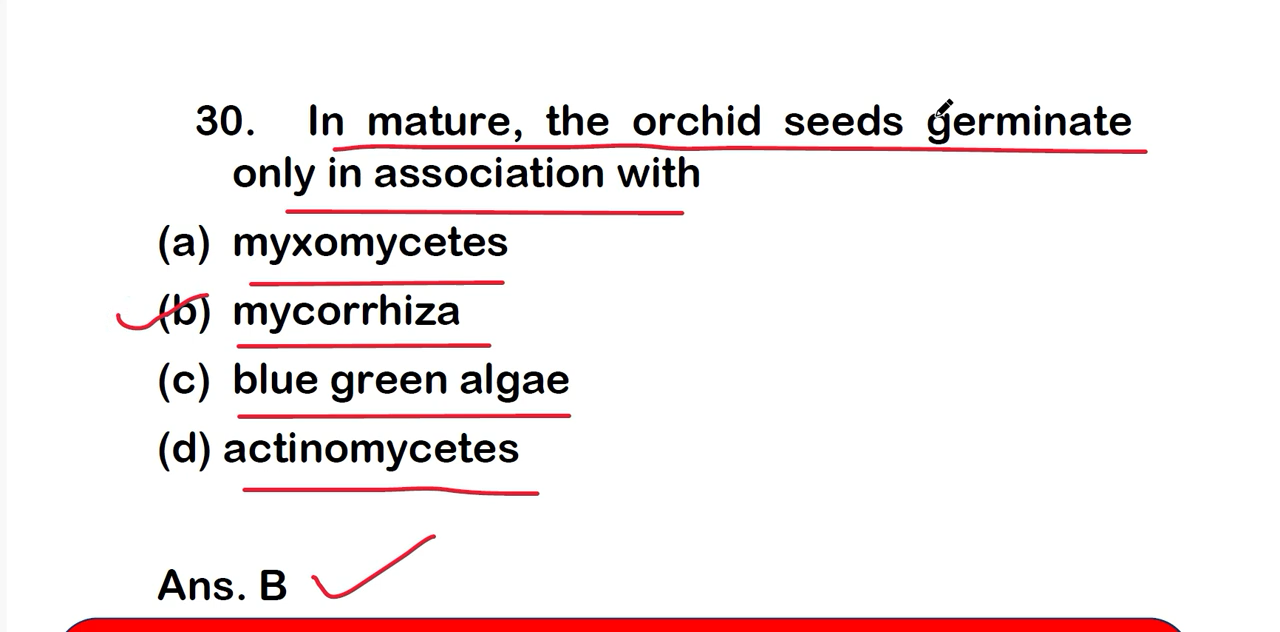 30. In mature, the orchid seeds germinate
only in association with
(a) myxomycetes
(b) mycorrhiza
(c) blue green algae
(d) actinomycetes
Ans. B